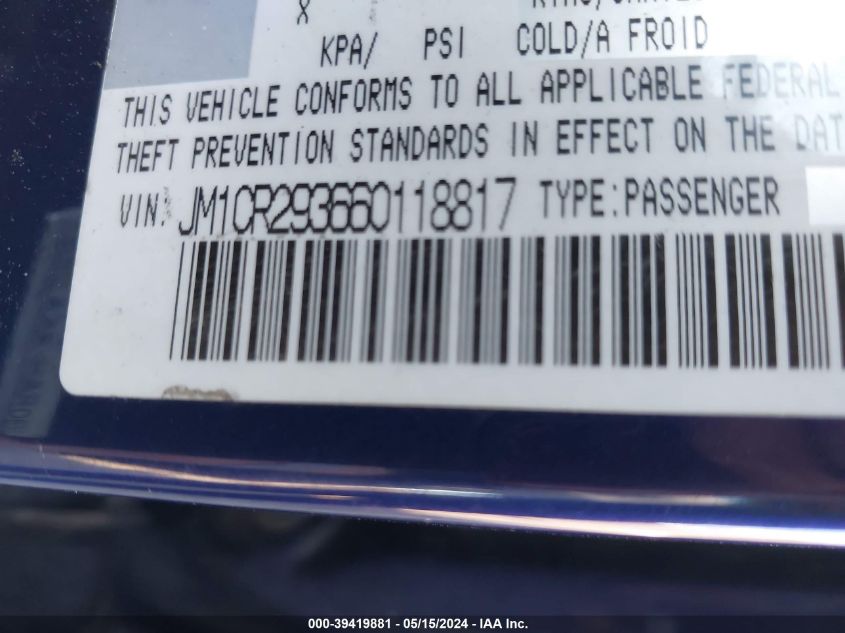 X
KPA/ PSI COLD/A FROID
THIS VEHICLE CONFORMS TO ALL APPLICABLE FEDERAL
THEFT PREVENTION STANDARDS IN EFFECT ON THE DAT
VIN: JM1CR293660118817 TYPE:PASSENGER
000-39419881 - 05/15/2024 - IAA Inc.